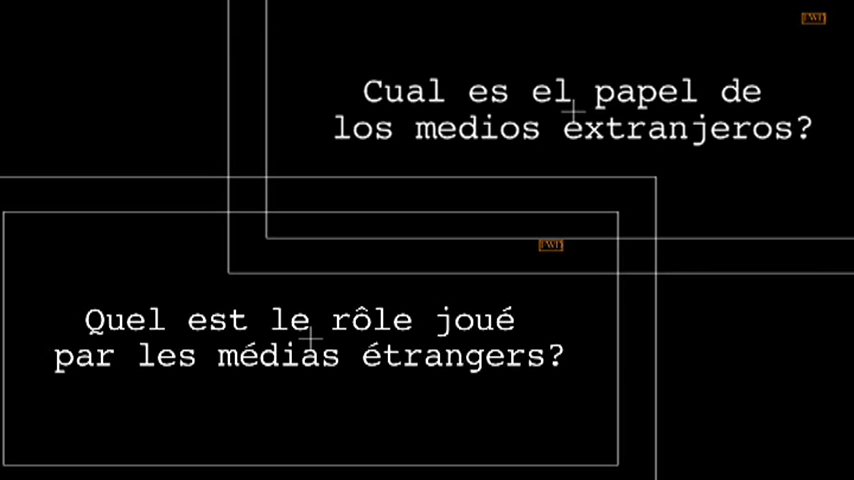 Cual es el papel de
los medios extranjeros?
Quel est le rôle joué
par les médias étrangers?